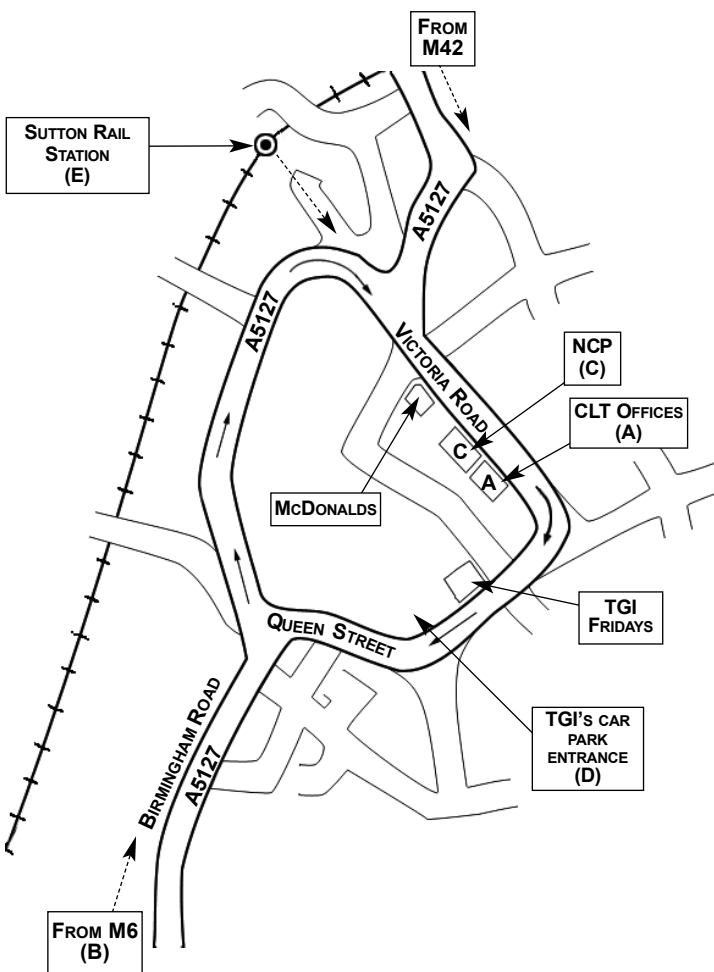 FROM
M42
SUTTON RAIL
STATION
(E)
A5127
A5127
VICTORIA ROAD
NCP
(C)
CLT OFFICES
(A)
C
A
MCDONALDS
TGI
FRIDAYS
QUEEN STREET
TGI'S CAR
PARK
ENTRANCE
(D)
BIRMINGHAM ROAD
A5127
FROM M6
(B)